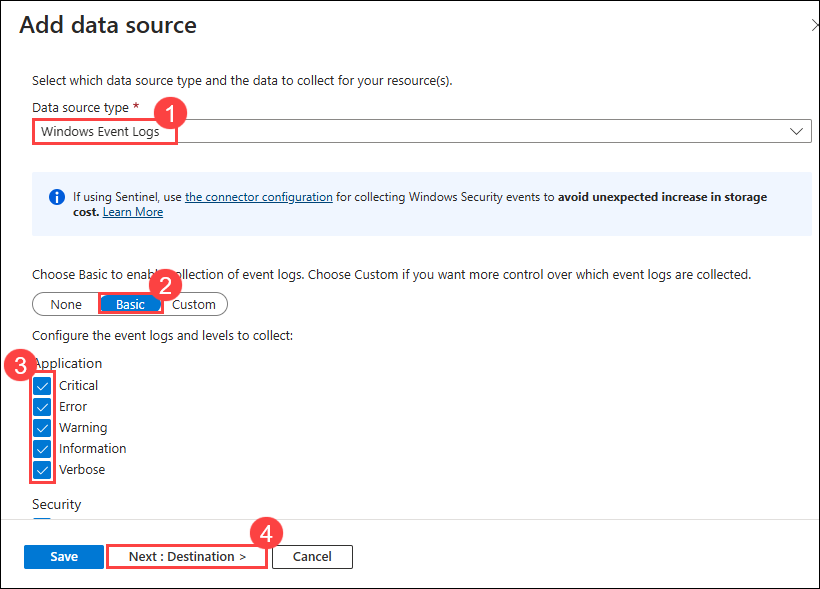 Add data source
Select which data source type and the data to collect for your resource(s).
Data source type *
1
Windows Event Logs
If using Sentinel, use the connector configuration for collecting Windows Security events to avoid unexpected increase in storage
cost. Learn More
Choose Basic to enable collection of event logs. Choose Custom if you want more control over which event logs are collected.
2
None Basic Custom
Configure the event logs and levels to collect:
3
Application
Critical
Error
Warning
Information
Verbose
Security
4
Save Next : Destination > Cancel